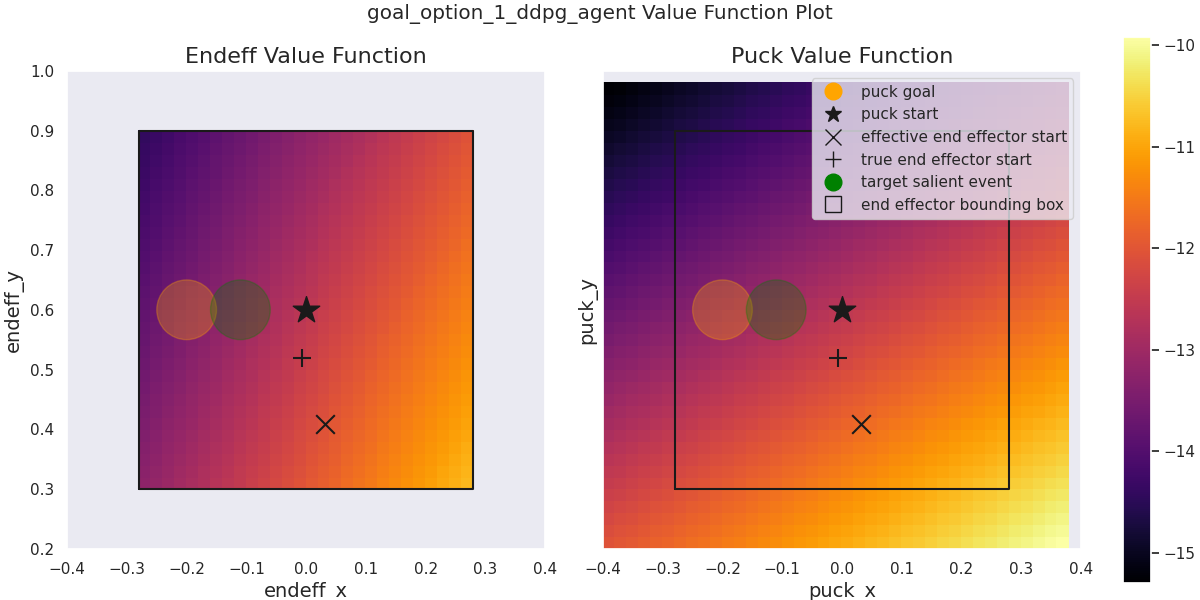 goal_option_1_ddpg_agent Value Function Plot
Endeff Value Function
1.0
0.9
0.8
0.7
0.6
0.5
0.4
0.3
0.2
endeff_y
−0.4 −0.3 −0.2 −0.1 0.0 0.1 0.2 0.3 0.4
endeff_x
Puck Value Function
puck goal
puck start
effective end effector start
true end effector start
target salient event
end effector bounding box
puck_y
−0.4 −0.3 −0.2 −0.1 0.0 0.1 0.2 0.3 0.4
puck_x
−10
−11
−12
−13
−14
−15